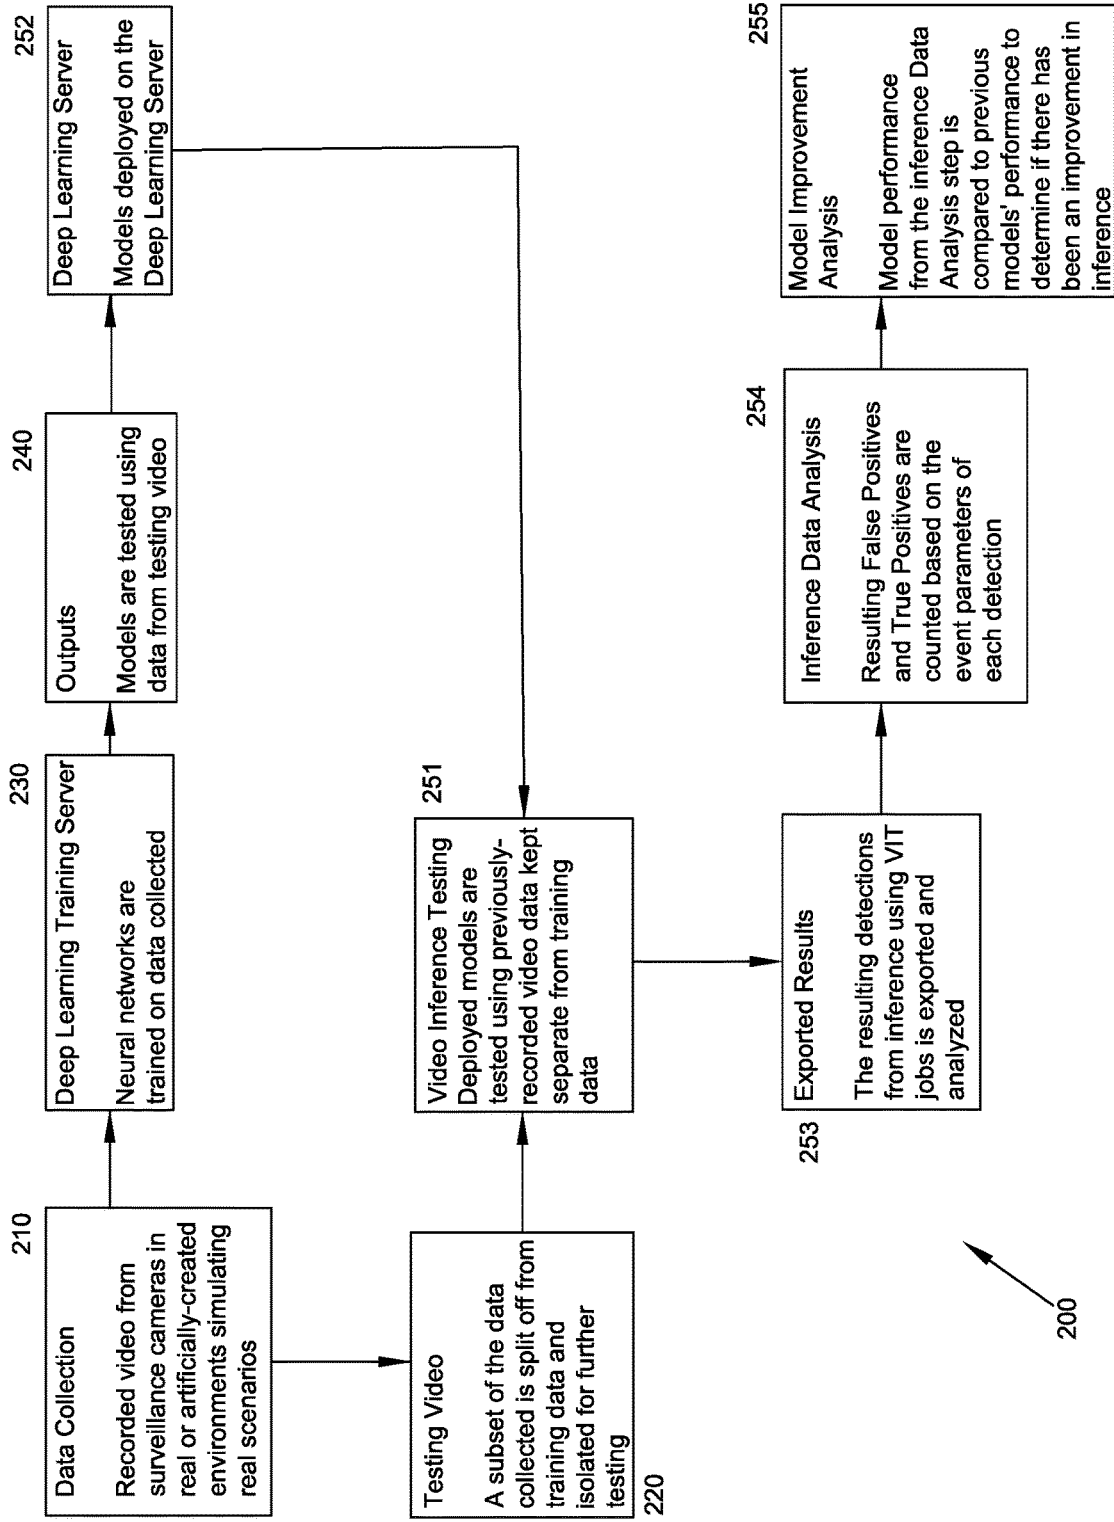 210
Data Collection
Recorded video from
surveillance cameras in
real or artificially-created
environments simulating
real scenarios
230
Deep Learning Training Server
Neural networks are
trained on data collected
240
Outputs
Models are tested using
data from testing video
252
Deep Learning Server
Models deployed on the
Deep Learning Server
Testing Video
A subset of the data
collected is split off from
training data and
isolated for further
testing
220
251
Video Inference Testing
Deployed models are
tested using previously-
recorded video data kept
separate from training
data
253
Exported Results
The resulting detections
from inference using VIT
jobs is exported and
analyzed
254
Inference Data Analysis
Resulting False Positives
and True Positives are
counted based on the
event parameters of
each detection
255
Model Improvement
Analysis
Model performance
from the inference Data
Analysis step is
compared to previous
models' performance to
determine if there has
been an improvement in
inference
200